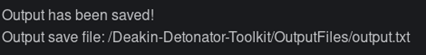 Output has been saved!
Output save file: /Deakin-Detonator-Toolkit/OutputFiles/output.txt